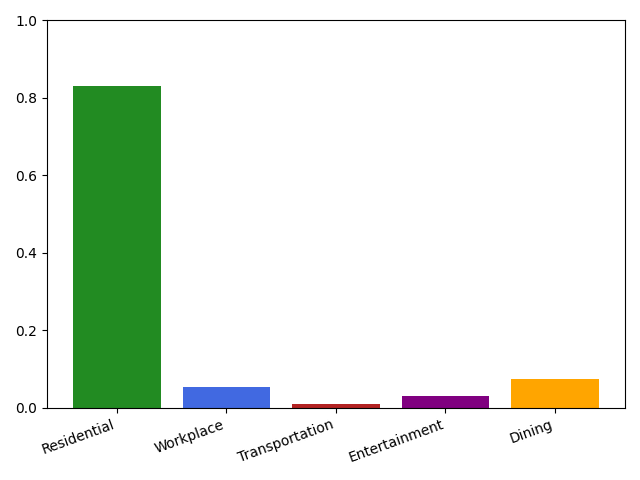 1.0
0.8
0.6
0.4
0.2
0.0
Residential
Workplace
Transportation
Entertainment
Dining